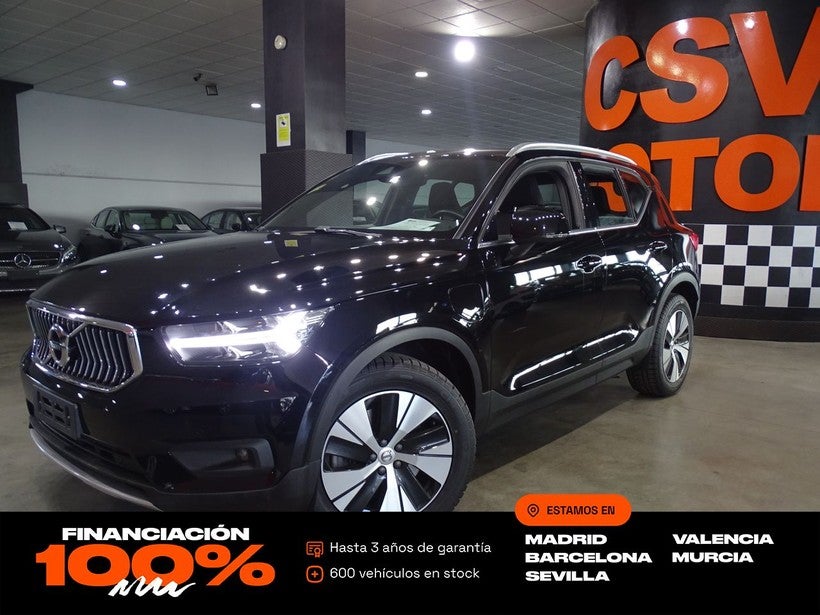 CSV
OTO
ESTAMOS EN
FINANCIACIÓN
100%
Hasta 3 años de garantía
600 vehículos en stock
MADRID
BARCELONA
SEVILLA
VALENCIA
MURCIA